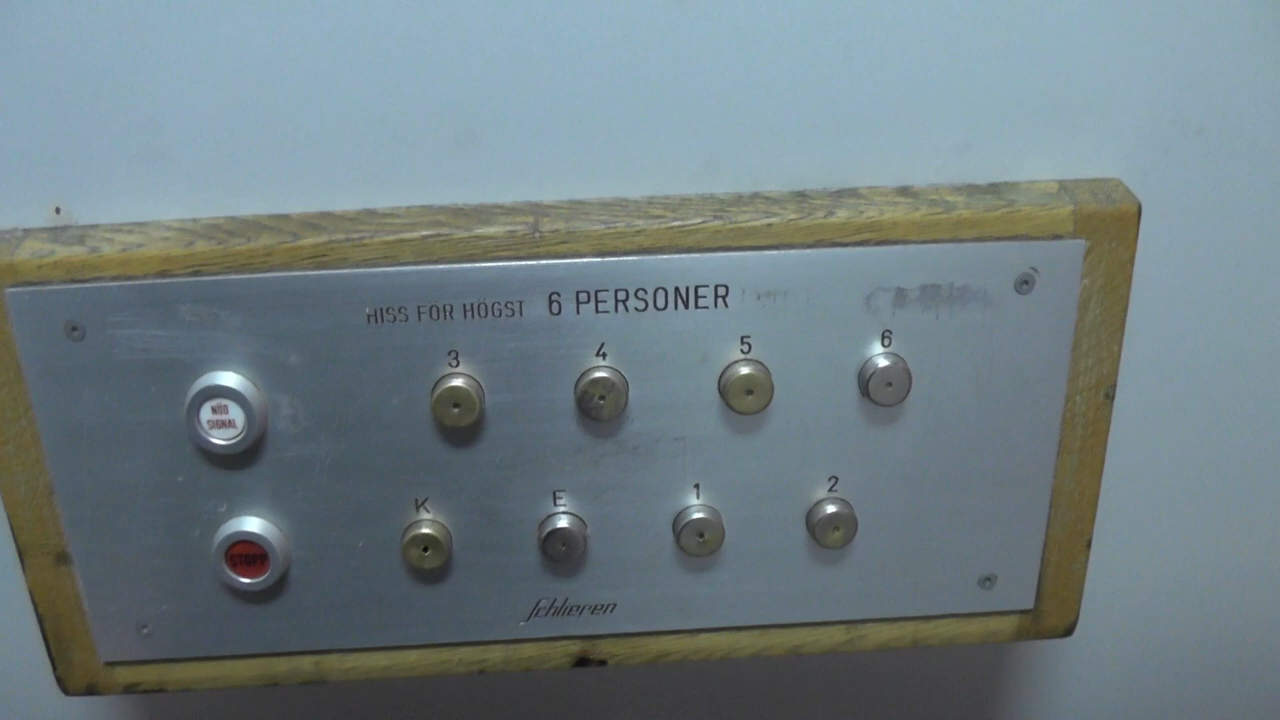 HISS FÖR HÖGST 6 PERSONER
3 4 5 6
NÖD
SIGNAL
K E 1 2
STOPP
Schlieren